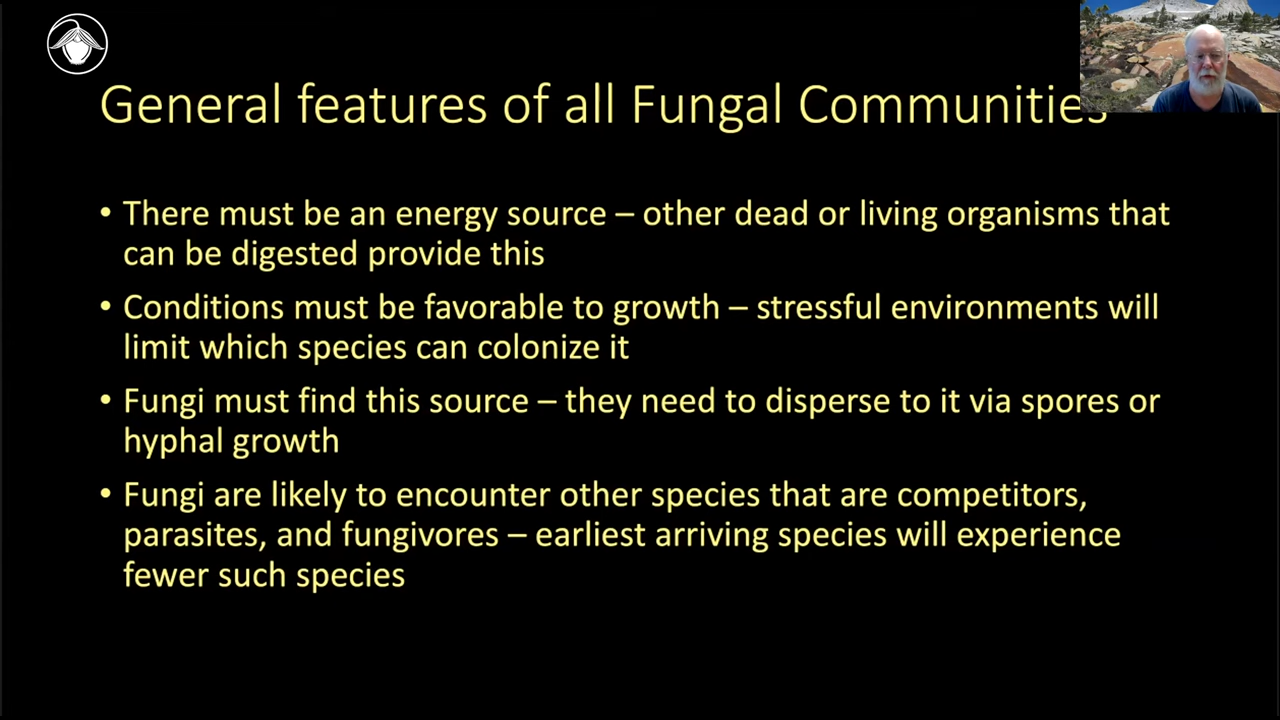 General features of all Fungal Communities
• There must be an energy source – other dead or living organisms that
can be digested provide this
• Conditions must be favorable to growth – stressful environments will
limit which species can colonize it
• Fungi must find this source – they need to disperse to it via spores or
hyphal growth
• Fungi are likely to encounter other species that are competitors,
parasites, and fungivores – earliest arriving species will experience
fewer such species